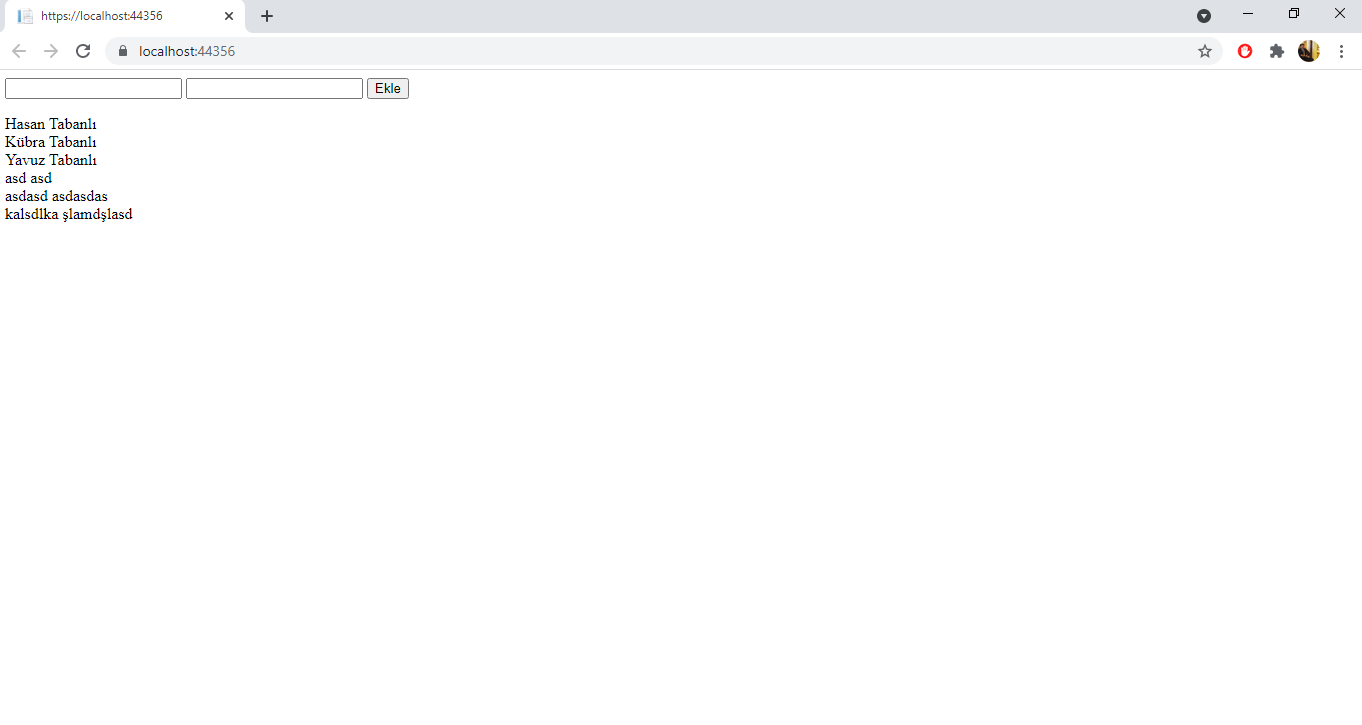 https://localhost:44356
localhost:44356
Ekle
Hasan Tabanlı
Kübra Tabanlı
Yavuz Tabanlı
asd asd
asdasd asdasdas
kalsdlka şlamdşlasd